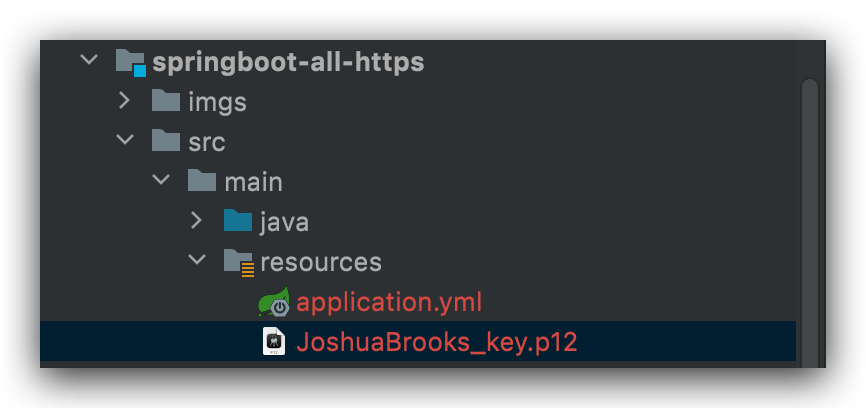 springboot-all-https
imgs
src
main
java
resources
application.yml
JoshuaBrooks_key.p12